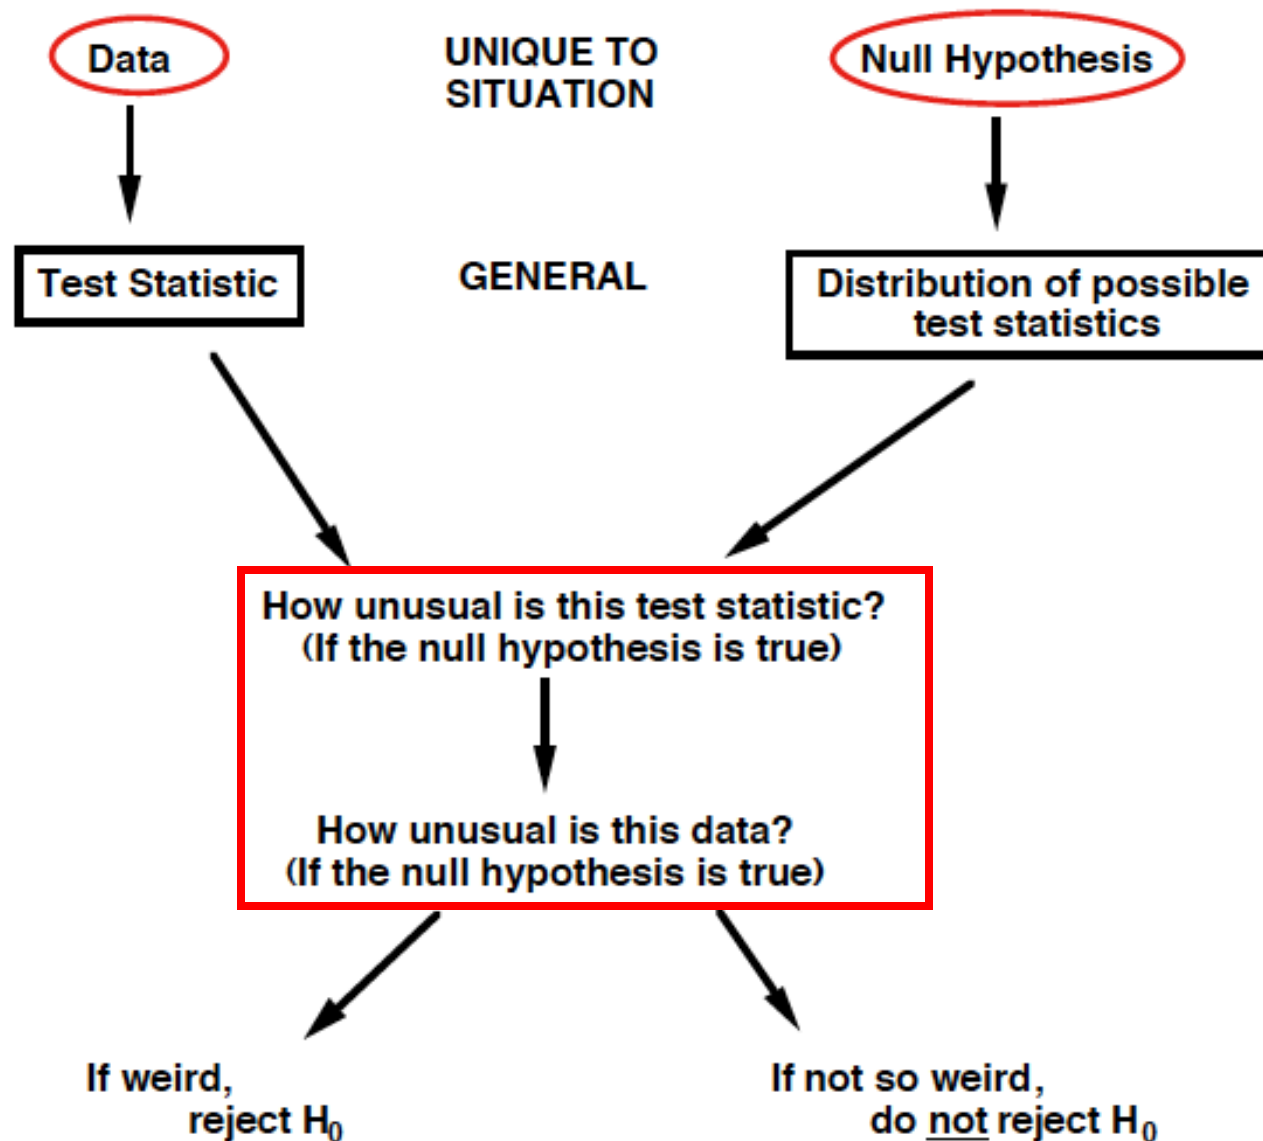 Data
UNIQUE TO
SITUATION
Null Hypothesis
Test Statistic
GENERAL
Distribution of possible
test statistics
How unusual is this test statistic?
(If the null hypothesis is true)
How unusual is this data?
(If the null hypothesis is true)
If weird,
reject H₀
If not so weird,
do not reject H₀